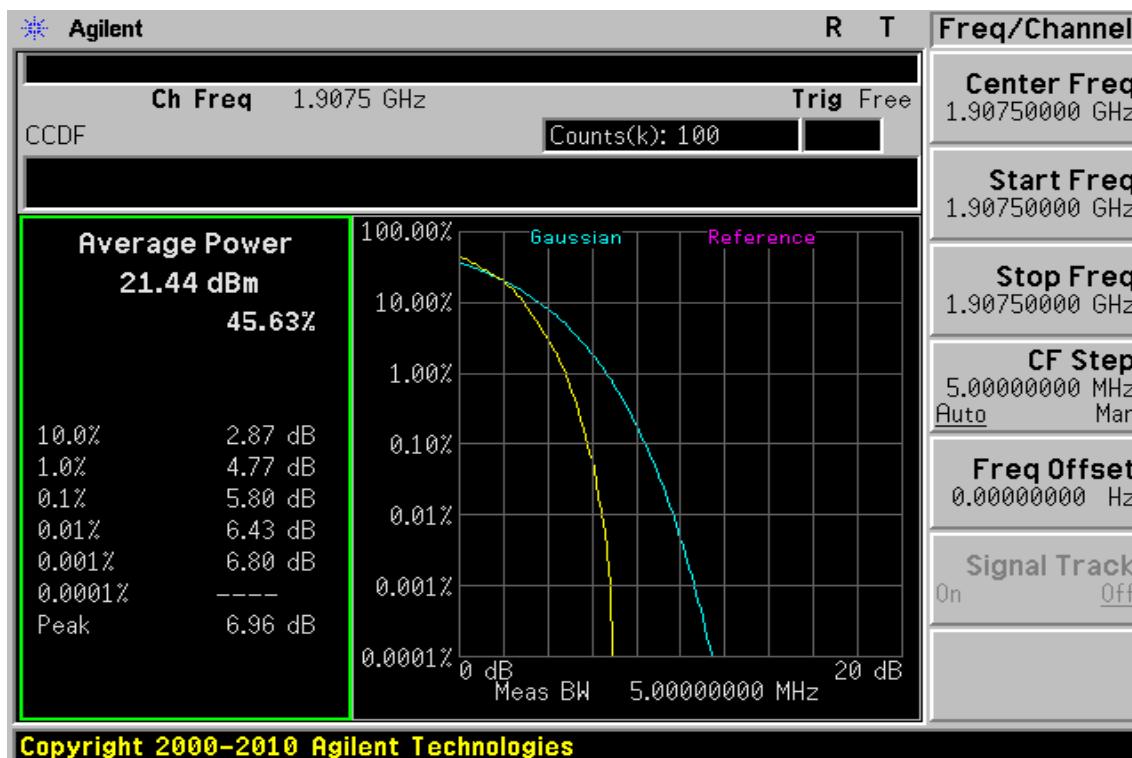 Agilent R T
Ch Freq 1.9075 GHz Trig Free
CCDF Counts(k): 100
Average Power
21.44 dBm
45.63%
10.0% 2.87 dB
1.0% 4.77 dB
0.1% 5.80 dB
0.01% 6.43 dB
0.001% 6.80 dB
0.0001% ----
Peak 6.96 dB
Gaussian Reference
100.00%
10.00%
1.00%
0.10%
0.01%
0.001%
0.0001%
0 dB 20 dB
Meas BW 5.00000000 MHz
Freq/Channel
Center Freq
1.90750000 GHz
Start Freq
1.90750000 GHz
Stop Freq
1.90750000 GHz
CF Step
5.00000000 MHz
Auto Man
Freq Offset
0.00000000 Hz
Signal Track
On Off
Copyright 2000-2010 Agilent Technologies